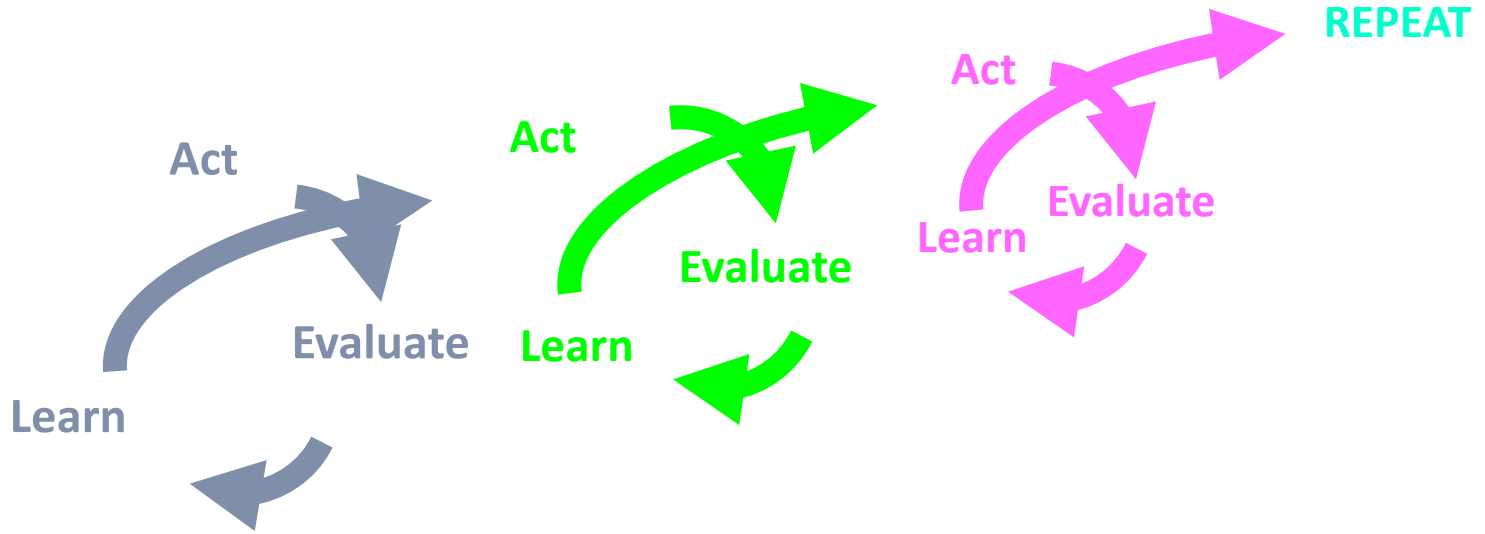 Act
Evaluate
Learn
Act
Evaluate
Learn
Act
Evaluate
Learn
REPEAT